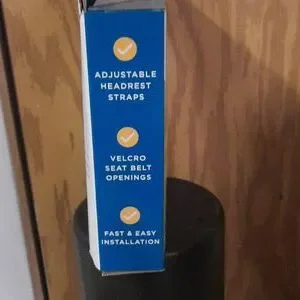 ADJUSTABLE
HEADREST
STRAPS
VELCRO
SEAT BELT
OPENINGS
FAST & EASY
INSTALLATION